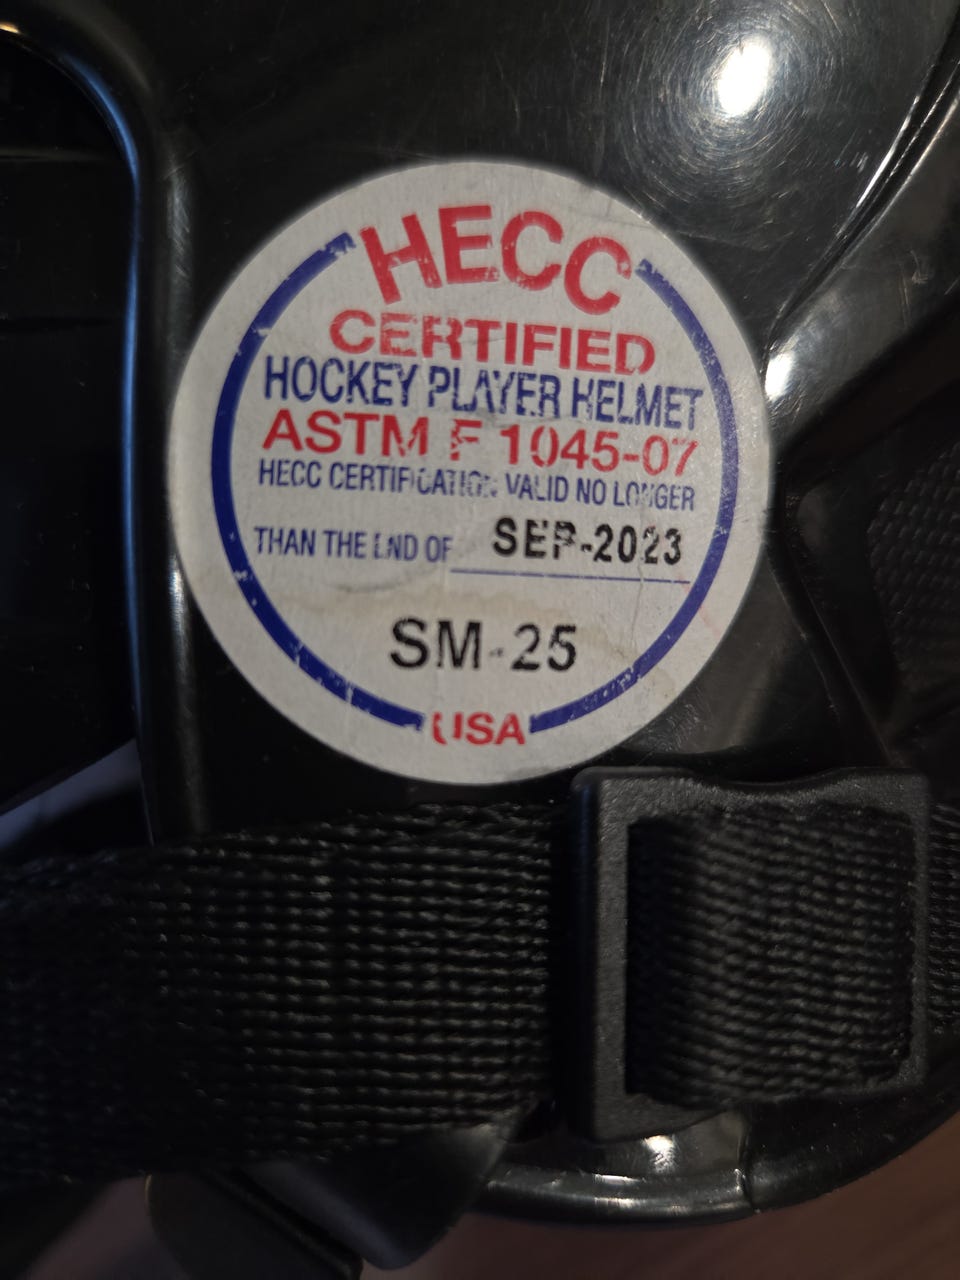 HECC
CERTIFIED
HOCKEY PLAYER HELMET
ASTM F 1045-07
HECC CERTIFICATION VALID NO LONGER
THAN THE END OF SEP-2023
SM-25
USA